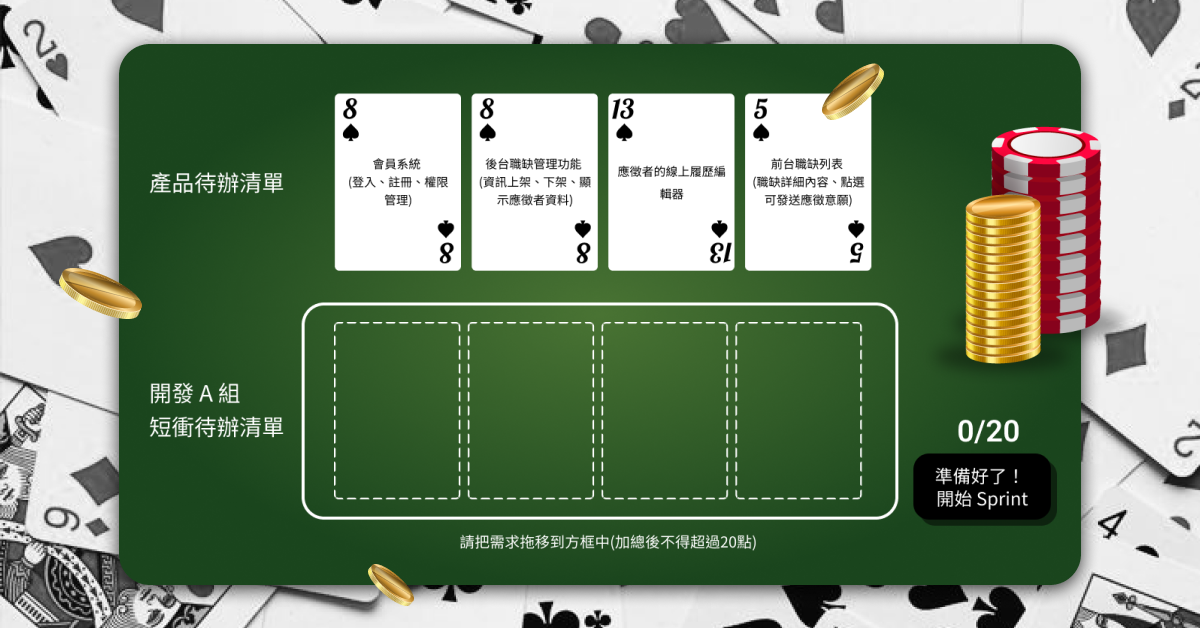 產品待辦清單
8
會員系統
(登入、註冊、權限
管理)
8
8
後台職缺管理功能
(資訊上架、下架、顯
示應徵者資料)
8
13
應徵者的線上履歷編
輯器
13
5
前台職缺列表
(職缺詳細內容、點選
可發送應徵意願)
5
開發 A 組
短衝待辦清單
0/20
準備好了！
開始 Sprint
請把需求拖移到方框中(加總後不得超過20點)
2
9
4
2